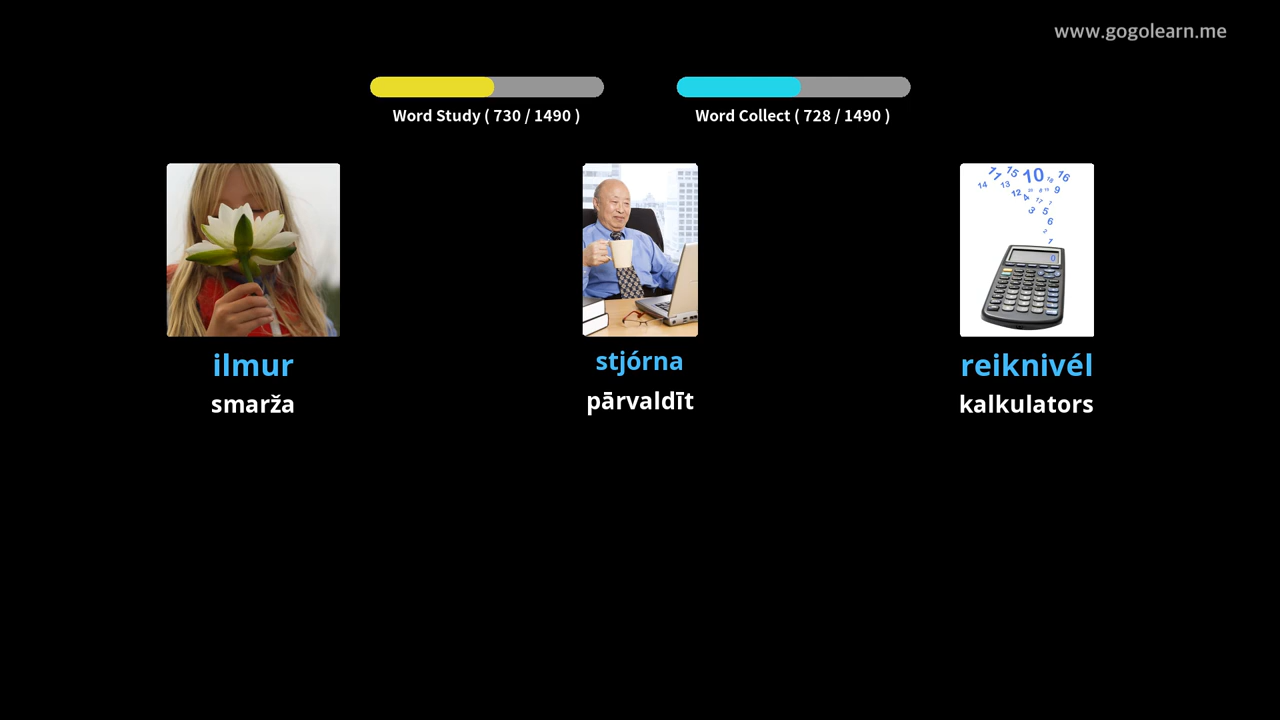 www.gogolearn.me
Word Study ( 730 / 1490 )
Word Collect ( 728 / 1490 )
ilmur
smarža
stjórna
pārvaldīt
reiknivél
kalkulators